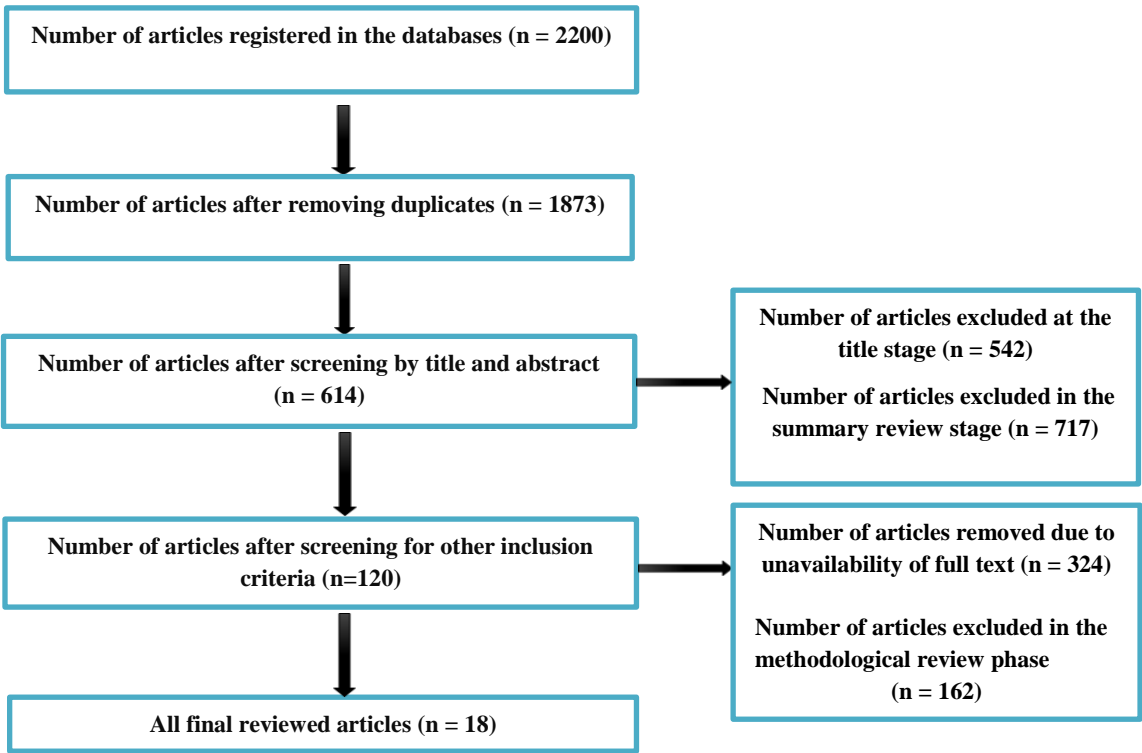 Number of articles registered in the databases (n = 2200)
Number of articles after removing duplicates (n = 1873)
Number of articles after screening by title and abstract
(n = 614)
Number of articles excluded at the
title stage (n = 542)
Number of articles excluded in the
summary review stage (n = 717)
Number of articles after screening for other inclusion
criteria (n=120)
Number of articles removed due to
unavailability of full text (n = 324)
Number of articles excluded in the
methodological review phase
(n = 162)
All final reviewed articles (n = 18)